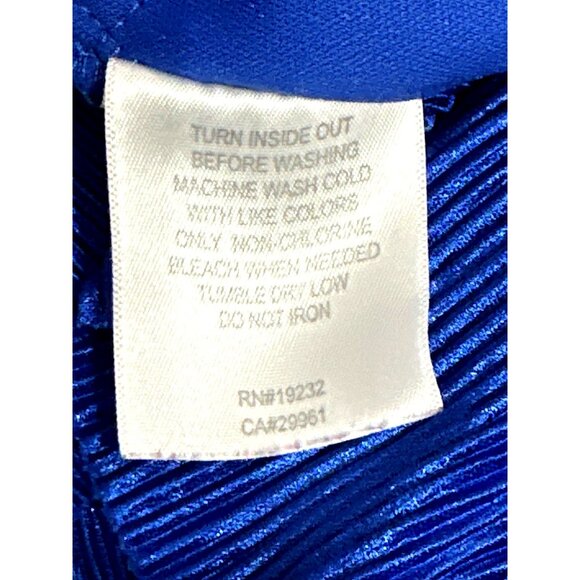 TURN INSIDE OUT
BEFORE WASHING
MACHINE WASH COLD
WITH LIKE COLORS
ONLY NON-CHLORINE
BLEACH WHEN NEEDED
TUMBLE DRY LOW
DO NOT IRON
RN#19232
CA#29961